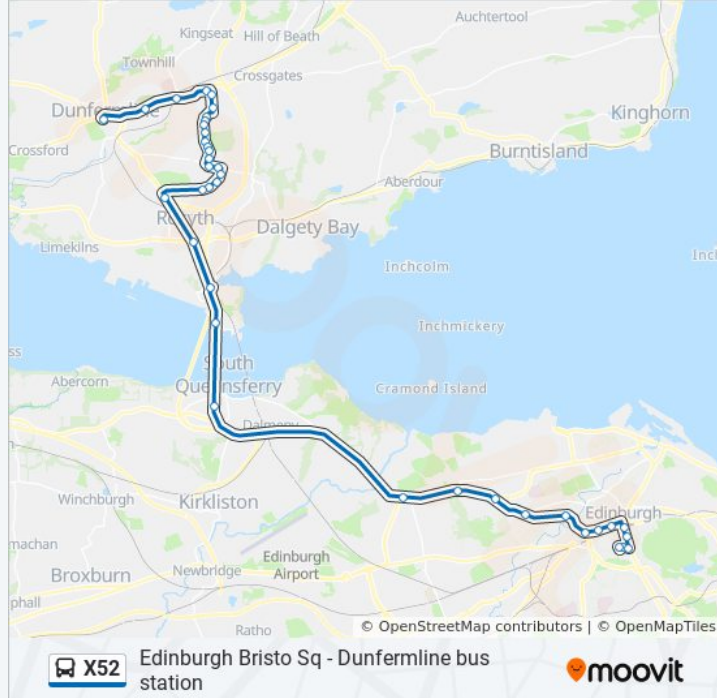 Auchtertool
Kingseat
Hill of Beath
Townhill
Crossgates
Dunfermline
Kinghorn
Crossford
Burntisland
Aberdour
Rosyth
Dalgety Bay
Limekilns
Inchcolm
Inchmickery
South
Queensferry
Abercorn
Cramond Island
Dalmeny
Winchburgh
Kirkliston
Edinburgh
machan
Edinburgh
Airport
Newbridge
Broxburn
phall
Ratho
© OpenStreetMap contributors | © OpenMapTiles
X52
Edinburgh Bristo Sq - Dunfermline bus
station
moovit